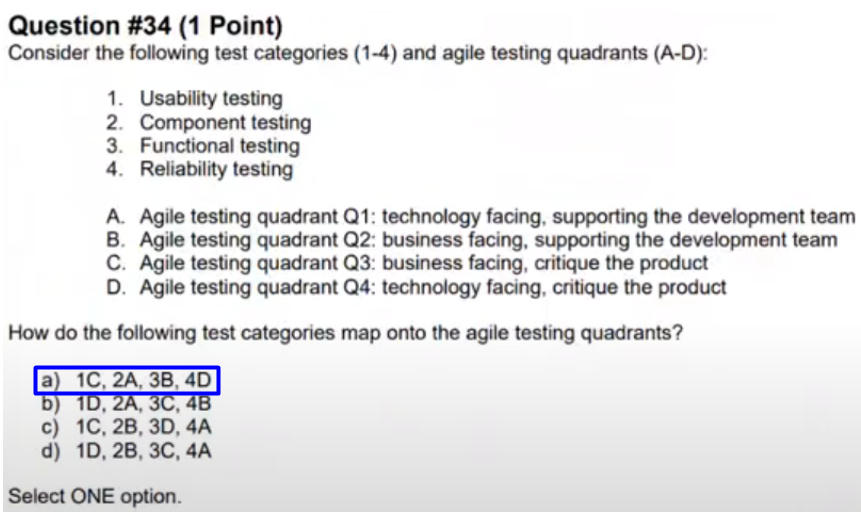 Question #34 (1 Point)
Consider the following test categories (1-4) and agile testing quadrants (A-D):
1. Usability testing
2. Component testing
3. Functional testing
4. Reliability testing
A. Agile testing quadrant Q1: technology facing, supporting the development team
B. Agile testing quadrant Q2: business facing, supporting the development team
C. Agile testing quadrant Q3: business facing, critique the product
D. Agile testing quadrant Q4: technology facing, critique the product
How do the following test categories map onto the agile testing quadrants?
a) 1C, 2A, 3B, 4D
b) 1D, 2A, 3C, 4B
c) 1C, 2B, 3D, 4A
d) 1D, 2B, 3C, 4A
Select ONE option.